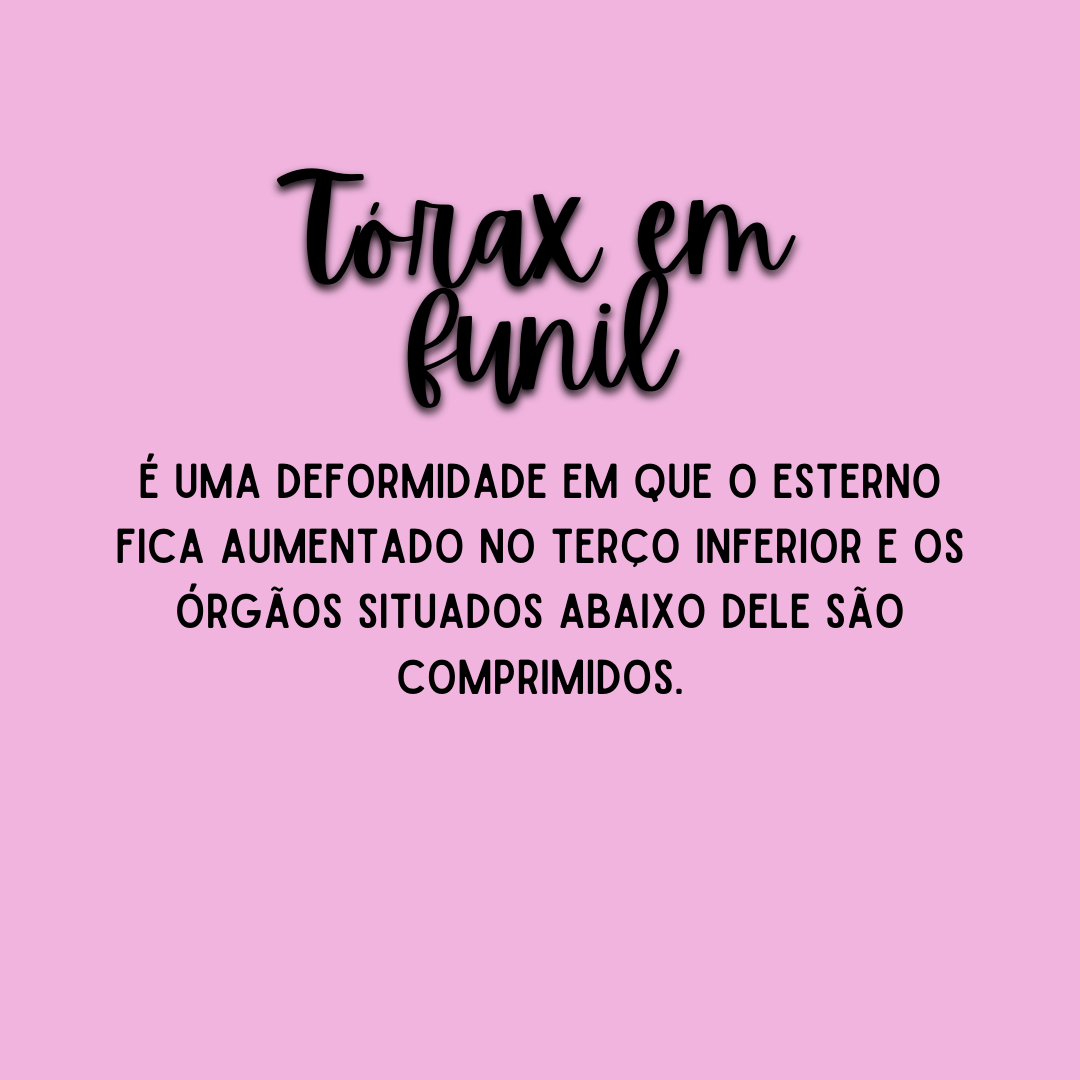 Tórax em
funil
É UMA DEFORMIDADE EM QUE O ESTERNO
FICA AUMENTADO NO TERÇO INFERIOR E OS
ÓRGÃOS SITUADOS ABAIXO DELE SÃO
COMPRIMIDOS.